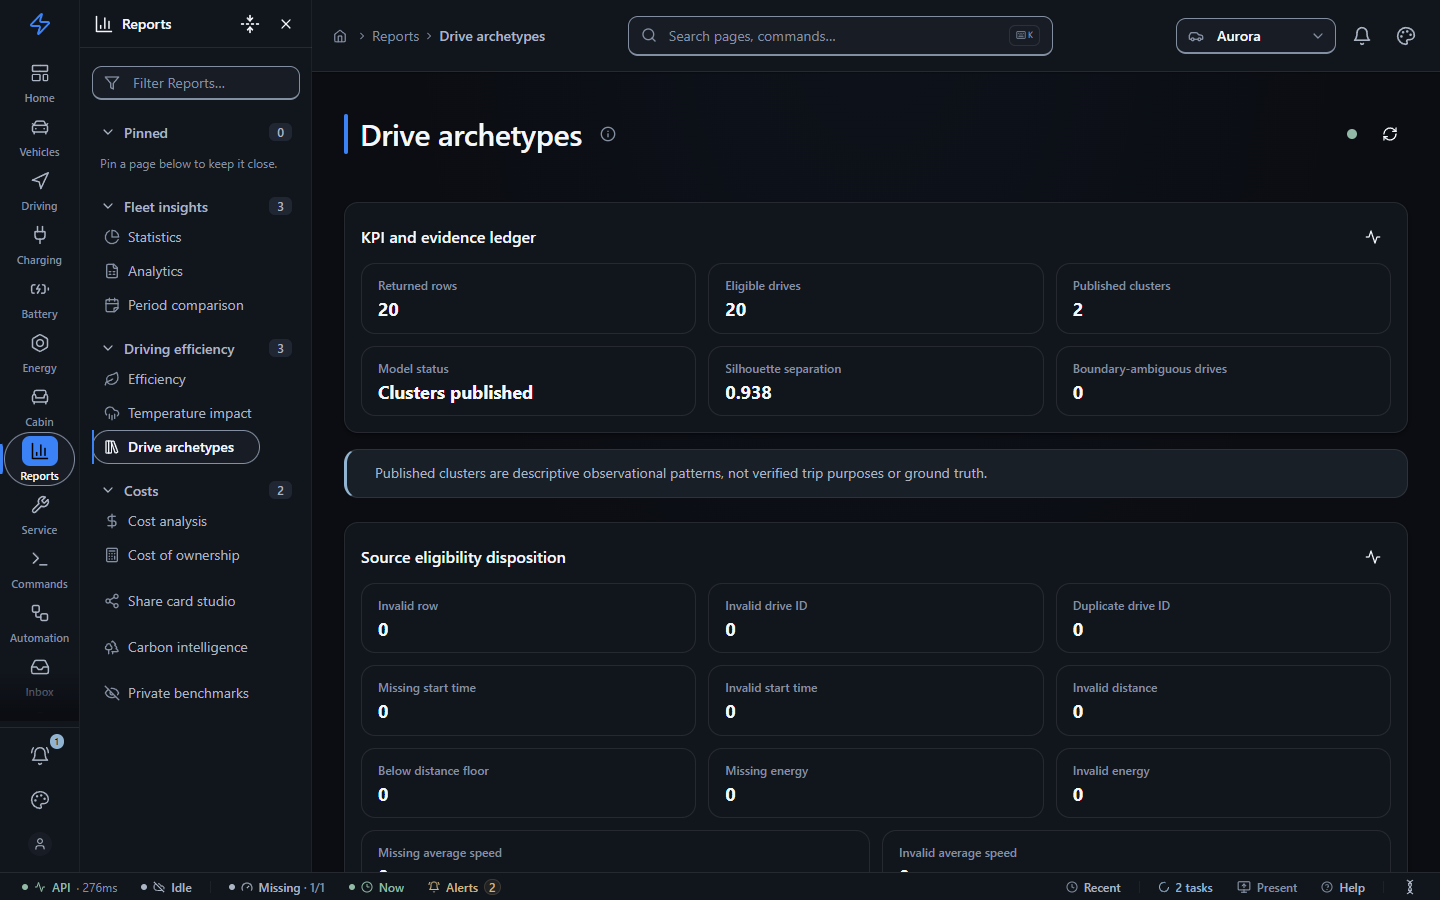 Reports
Home
Vehicles
Driving
Charging
Battery
Energy
Cabin
Reports
Service
Commands
Automation
Inbox
1
Filter Reports...
Pinned 0
Pin a page below to keep it close.
Fleet insights 3
Statistics
Analytics
Period comparison
Driving efficiency 3
Efficiency
Temperature impact
Drive archetypes
Costs 2
Cost analysis
Cost of ownership
Share card studio
Carbon intelligence
Private benchmarks
Reports Drive archetypes
Search pages, commands... K
Aurora
Drive archetypes
KPI and evidence ledger
Returned rows
20
Eligible drives
20
Published clusters
2
Model status
Clusters published
Silhouette separation
0.938
Boundary-ambiguous drives
0
Published clusters are descriptive observational patterns, not verified trip purposes or ground truth.
Source eligibility disposition
Invalid row
0
Invalid drive ID
0
Duplicate drive ID
0
Missing start time
0
Invalid start time
0
Invalid distance
0
Below distance floor
0
Missing energy
0
Invalid energy
0
Missing average speed
Invalid average speed
API · 276ms
Idle
Missing · 1/1
Now
Alerts 2
Recent
2 tasks
Present
Help